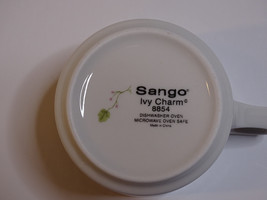 Sango®
Ivy Charm©
8854
DISHWASHER, OVEN,
MICROWAVE OVEN SAFE
Made in China